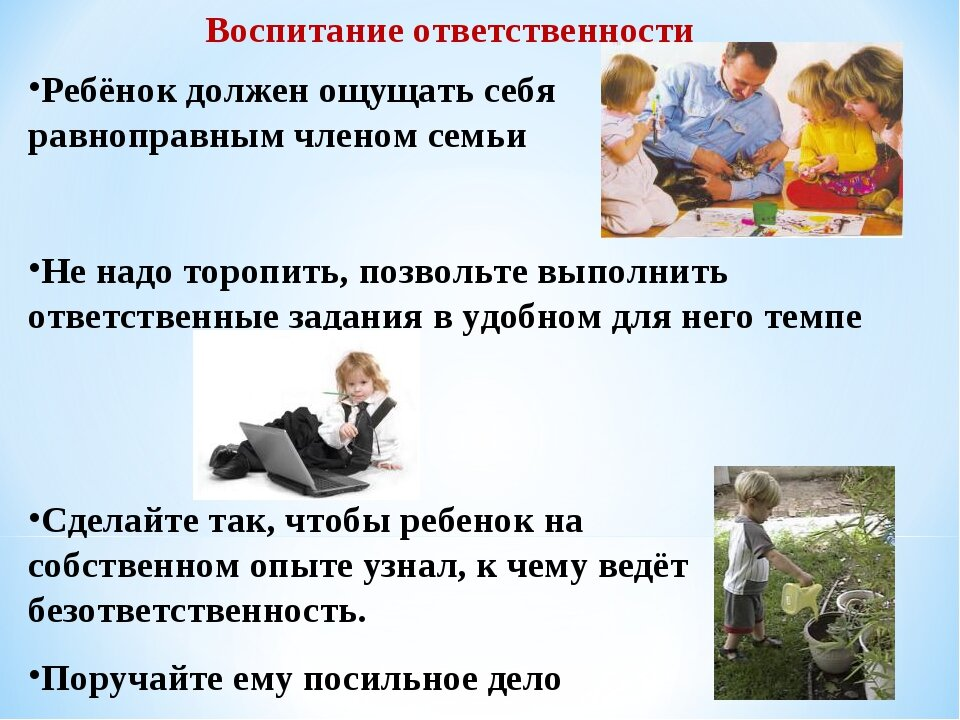 Воспитание ответственности
•Ребёнок должен ощущать себя
равноправным членом семьи
•Не надо торопить, позвольте выполнить
ответственные задания в удобном для него темпе
•Сделайте так, чтобы ребенок на
собственном опыте узнал, к чему ведёт
безответственность.
•Поручайте ему посильное дело